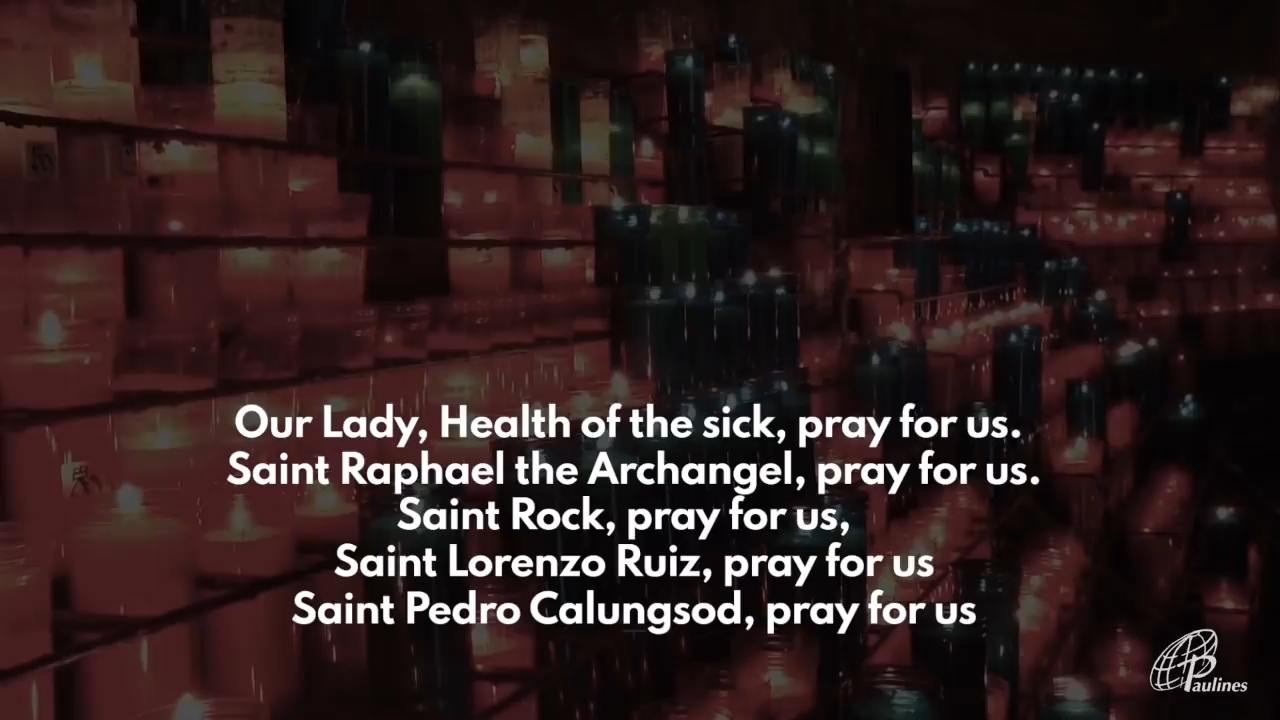 Our Lady, Health of the sick, pray for us.
Saint Raphael the Archangel, pray for us.
Saint Rock, pray for us,
Saint Lorenzo Ruiz, pray for us
Saint Pedro Calungsod, pray for us
Paulines